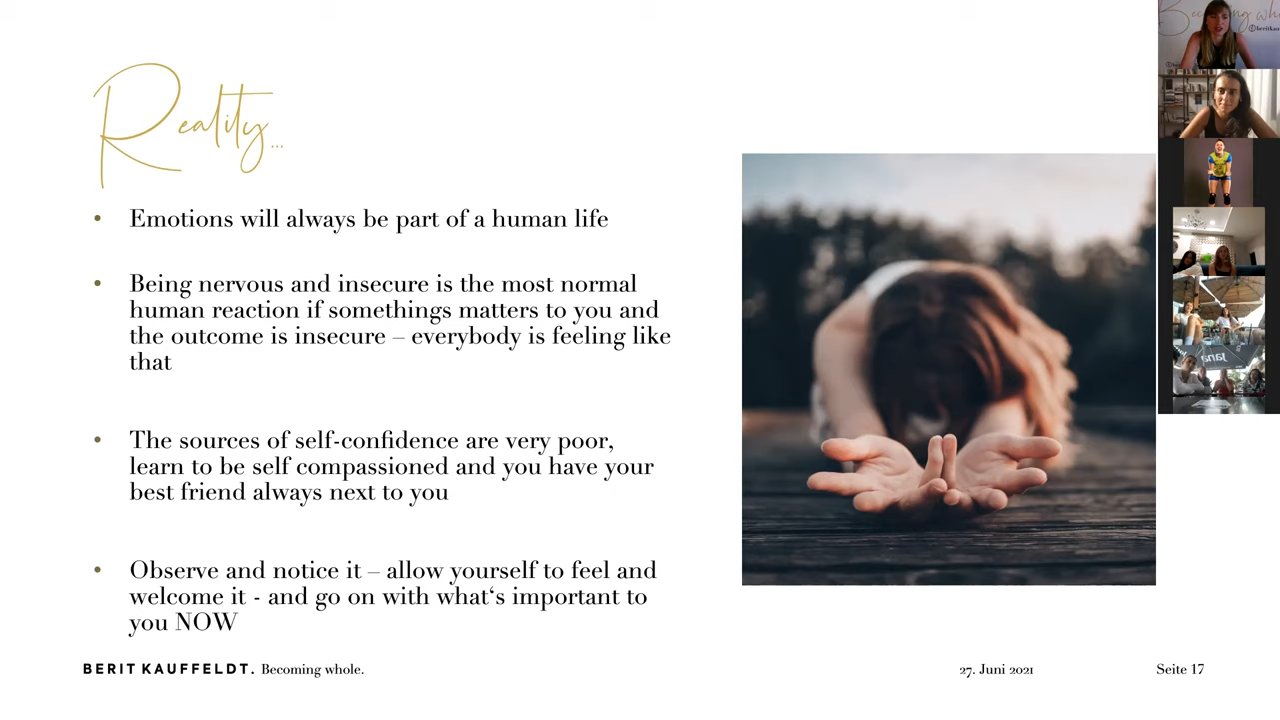 Reality...
• Emotions will always be part of a human life
• Being nervous and insecure is the most normal
human reaction if somethings matters to you and
the outcome is insecure – everybody is feeling like
that
• The sources of self-confidence are very poor,
learn to be self compassioned and you have your
best friend always next to you
• Observe and notice it – allow yourself to feel and
welcome it - and go on with what‘s important to
you NOW
BERIT KAUFFELDT. Becoming whole.
27. Juni 2021
Seite 17